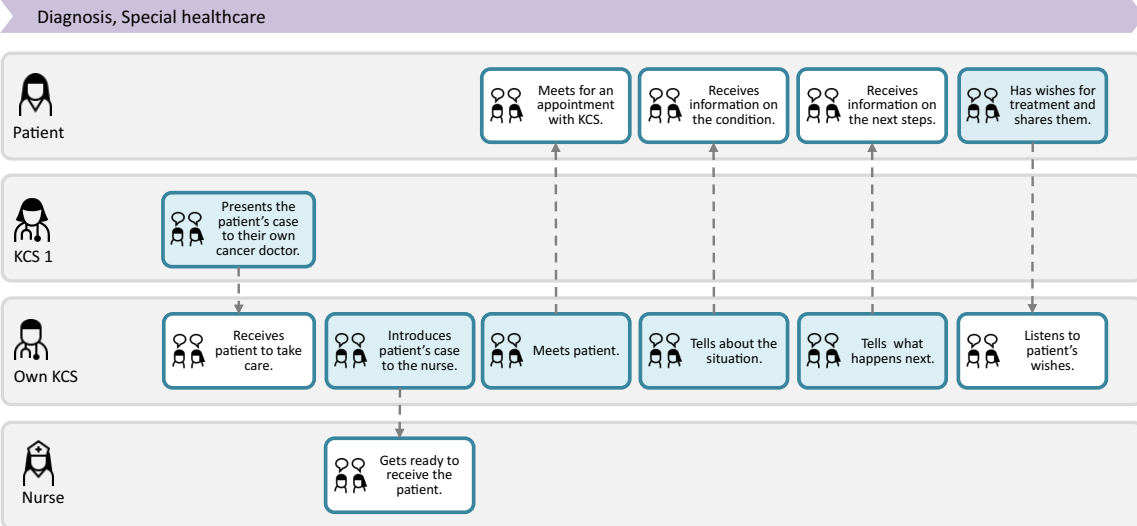 Diagnosis, Special healthcare
Patient
Meets for an
appointment
with KCS.
Receives
information on
the condition.
Receives
information on
the next steps.
Has wishes for
treatment and
shares them.
KCS 1
Presents the
patient's case
to their own
cancer doctor.
Own KCS
Receives
patient to take
care.
Introduces
patient's case
to the nurse.
Meets patient.
Tells about the
situation.
Tells what
happens next.
Listens to
patient's
wishes.
Nurse
Gets ready to
receive the
patient.